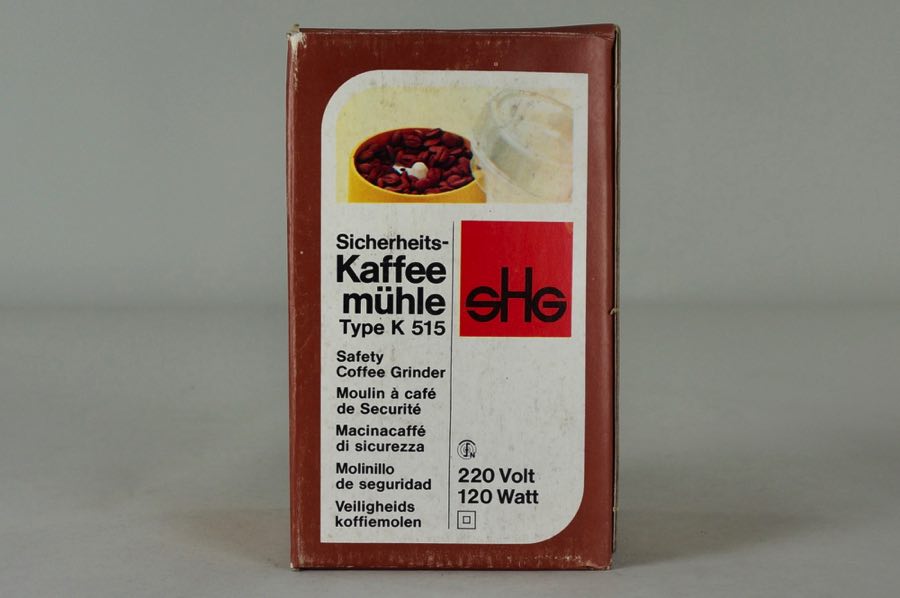 Sicherheits-
Kaffee
mühle
Type K 515
SHG
Safety
Coffee Grinder
Moulin à café
de Securité
Macinacaffé
di sicurezza
Molinillo
de seguridad
Veiligheids
koffiemolen
220 Volt
120 Watt